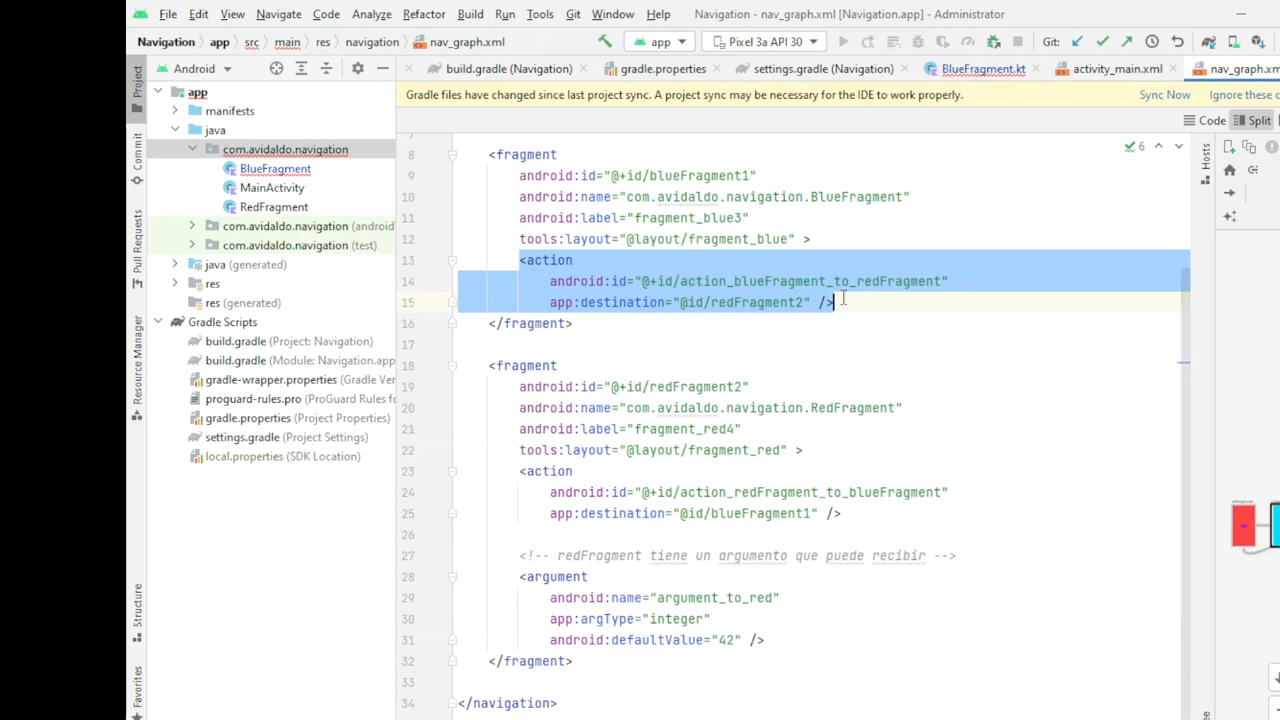 File Edit View Navigate Code Analyze Refactor Build Run Tools Git Window Help Navigation - nav_graph.xml [Navigation.app] - Administrator
Navigation app src main res navigation nav_graph.xml app Pixel 3a API 30 Git:
Project Android build.gradle (Navigation) gradle.properties settings.gradle (Navigation) BlueFragment.kt activity_main.xml nav_graph.xm
app
Gradle files have changed since last project sync. A project sync may be necessary for the IDE to work properly. Sync Now Ignore these c
manifests
java
Code Split
com.avidaldo.navigation
BlueFragment
MainActivity
RedFragment
com.avidaldo.navigation (android
com.avidaldo.navigation (test)
java (generated)
res
res (generated)
Gradle Scripts
build.gradle (Project: Navigation)
build.gradle (Module: Navigation.app
gradle-wrapper.properties (Gradle Ver
proguard-rules.pro (ProGuard Rules for
gradle.properties (Project Properties)
settings.gradle (Project Settings)
local.properties (SDK Location)
Commit
Pull Requests
Resource Manager
Structure
Favorites
Hosts
7
8 <fragment
9 android:id="@+id/blueFragment1"
10 android:name="com.avidaldo.navigation.BlueFragment"
11 android:label="fragment_blue3"
12 tools:layout="@layout/fragment_blue" >
13 <action
14 android:id="@+id/action_blueFragment_to_redFragment"
15 app:destination="@id/redFragment2" />
16 </fragment>
17
18 <fragment
19 android:id="@+id/redFragment2"
20 android:name="com.avidaldo.navigation.RedFragment"
21 android:label="fragment_red4"
22 tools:layout="@layout/fragment_red" >
23 <action
24 android:id="@+id/action_redFragment_to_blueFragment"
25 app:destination="@id/blueFragment1" />
26
27 <!-- redFragment tiene un argumento que puede recibir -->
28 <argument
29 android:name="argument_to_red"
30 app:argType="integer"
31 android:defaultValue="42" />
32 </fragment>
33
34 </navigation>
6